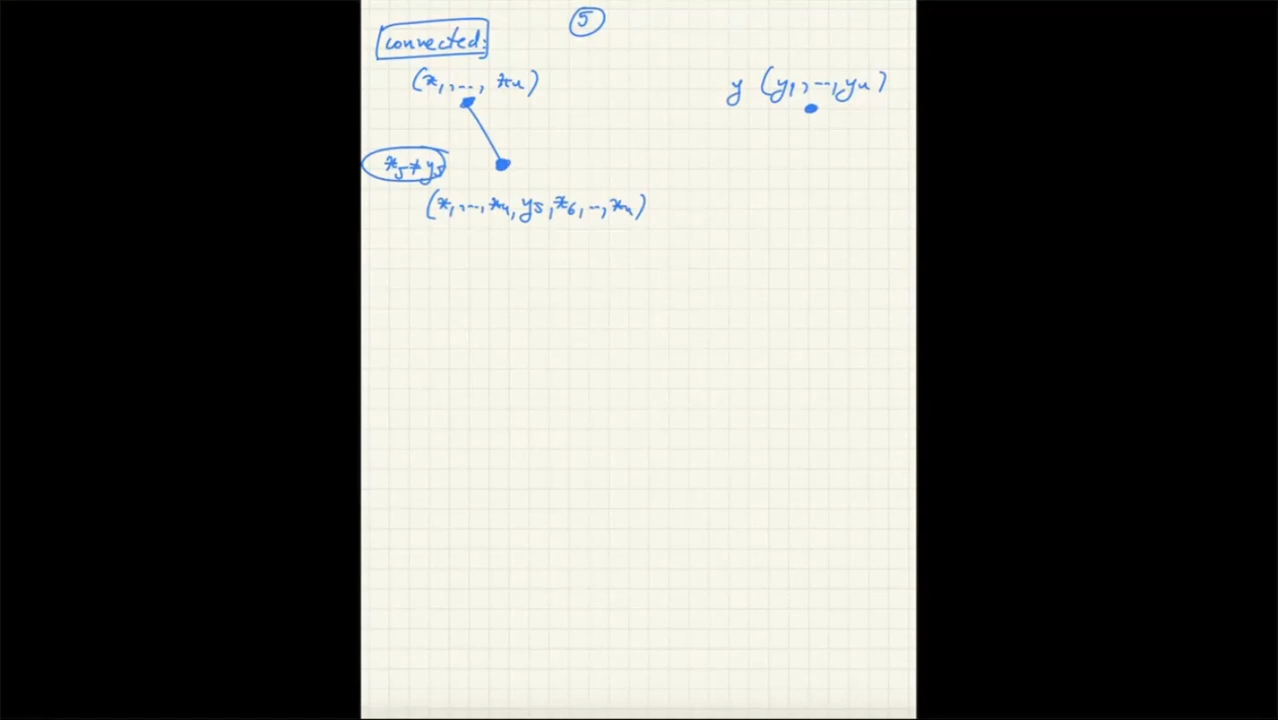 5
connected:
(x₁,..., xₙ)
y (y₁,...,yₙ)
x₅≠y₅
(x₁,...,x₄,y₅,x₆,..,xₙ)